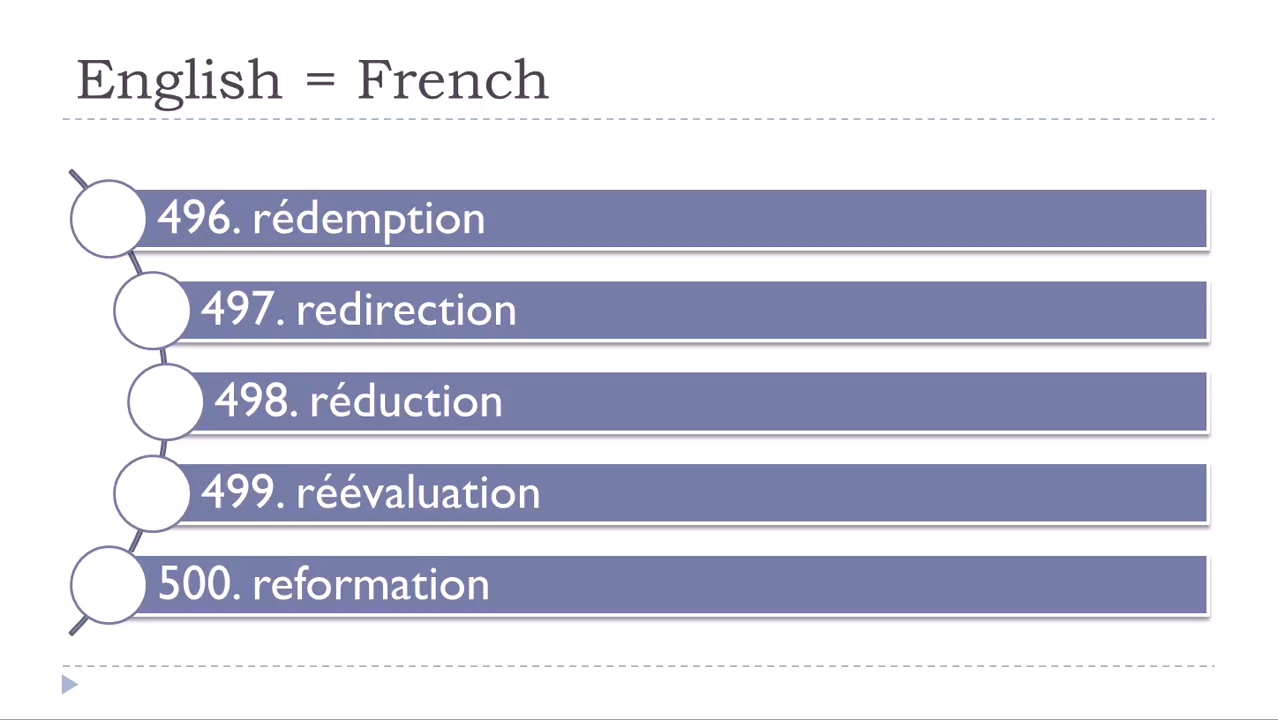 English = French
496. rédemption
497. redirection
498. réduction
499. réévaluation
500. reformation